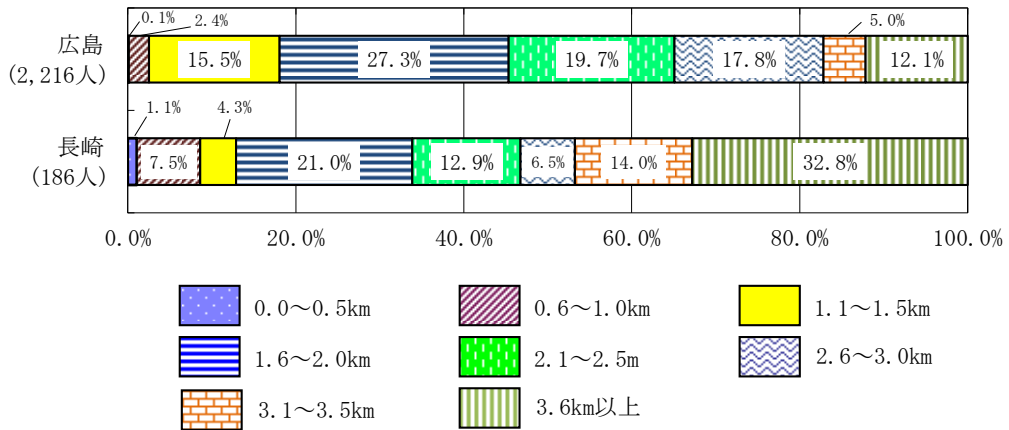 0.1%
2.4%
5.0%
広島
(2,216人)
15.5%
27.3%
19.7%
17.8%
12.1%
1.1%
4.3%
長崎
(186人)
7.5%
21.0%
12.9%
6.5%
14.0%
32.8%
0.0%
20.0%
40.0%
60.0%
80.0%
100.0%
0.0～0.5km
0.6～1.0km
1.1～1.5km
1.6～2.0km
2.1～2.5m
2.6～3.0km
3.1～3.5km
3.6km以上